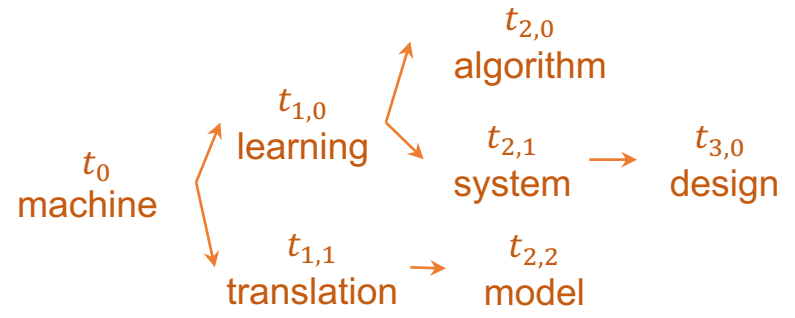 t₀
machine
t₁,₀
learning
t₁,₁
translation
t₂,₀
algorithm
t₂,₁
system
t₂,₂
model
t₃,₀
design